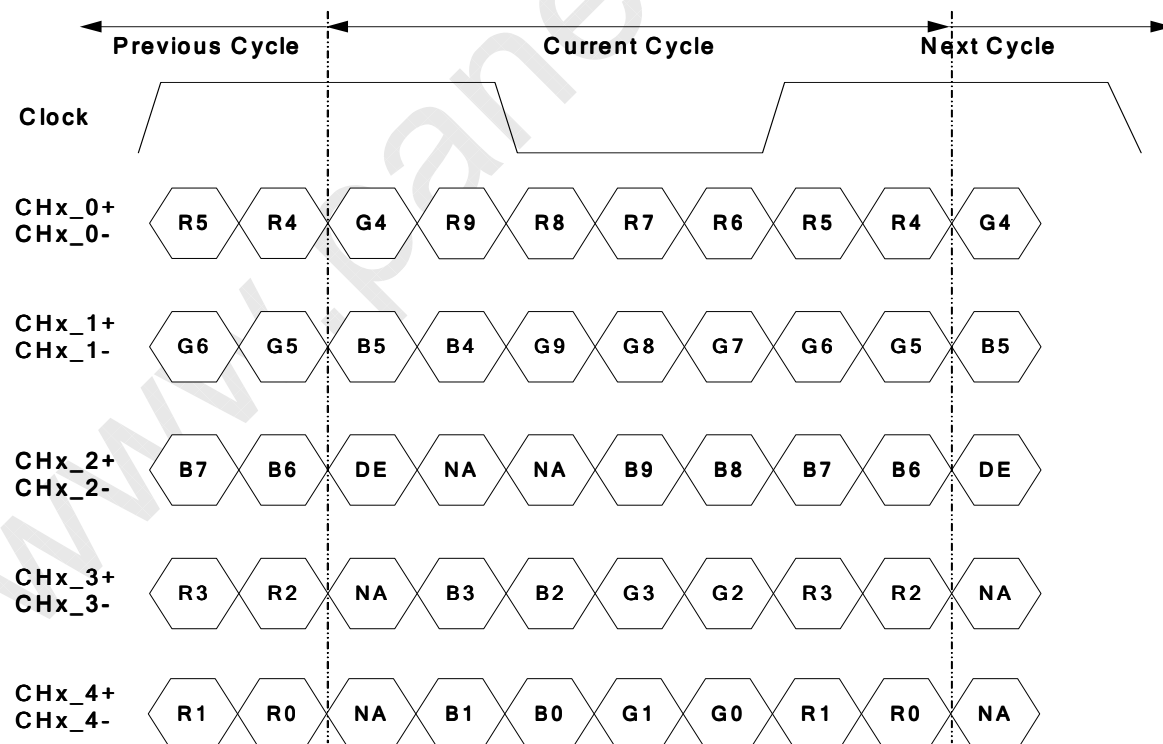 Previous Cycle Current Cycle Next Cycle
Clock
CHx_0+
CHx_0-
R5 R4 G4 R9 R8 R7 R6 R5 R4 G4
CHx_1+
CHx_1-
G6 G5 B5 B4 G9 G8 G7 G6 G5 B5
CHx_2+
CHx_2-
B7 B6 DE NA NA B9 B8 B7 B6 DE
CHx_3+
CHx_3-
R3 R2 NA B3 B2 G3 G2 R3 R2 NA
CHx_4+
CHx_4-
R1 R0 NA B1 B0 G1 G0 R1 R0 NA
www.pane